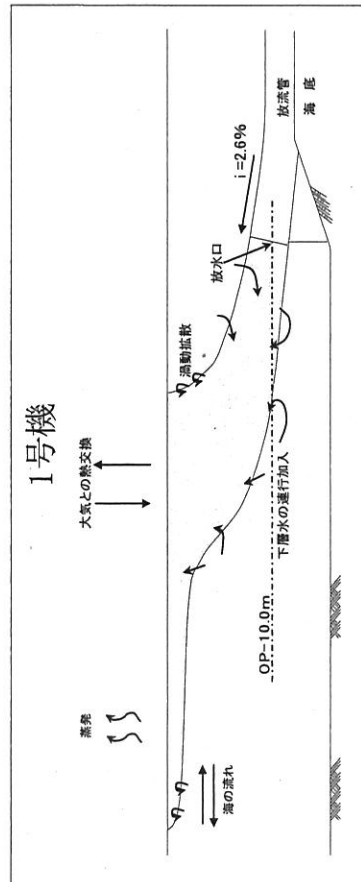 1号機
蒸発
大気との熱交換
渦動拡散
i=2.6%
放水口
放流管
海底
OP-10.0m
下層水の連行加入
海の流れ